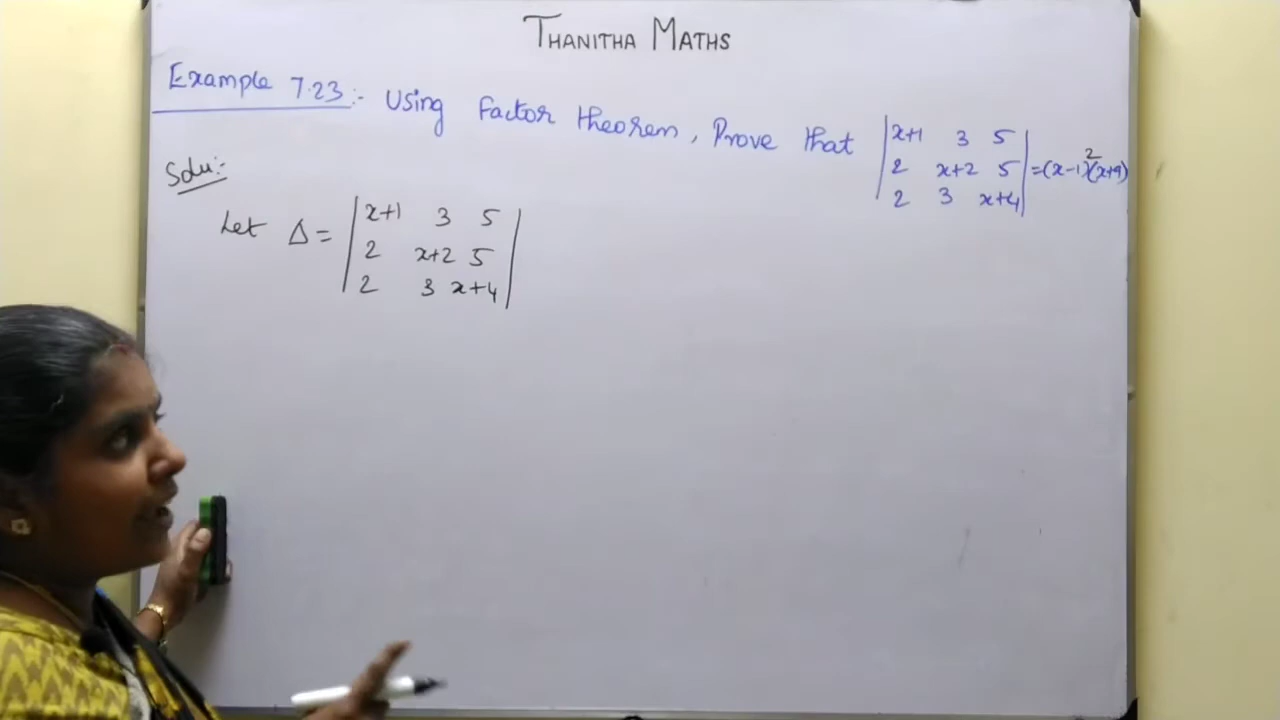 THANITHA MATHS
Example 7.23:- Using Factor theorem, Prove that |x+1 3 5|
|2 x+2 5| =(x-1)²(x+9)
|2 3 x+4|
Solu:-
Let Δ = |x+1 3 5|
|2 x+2 5|
|2 3 x+4|